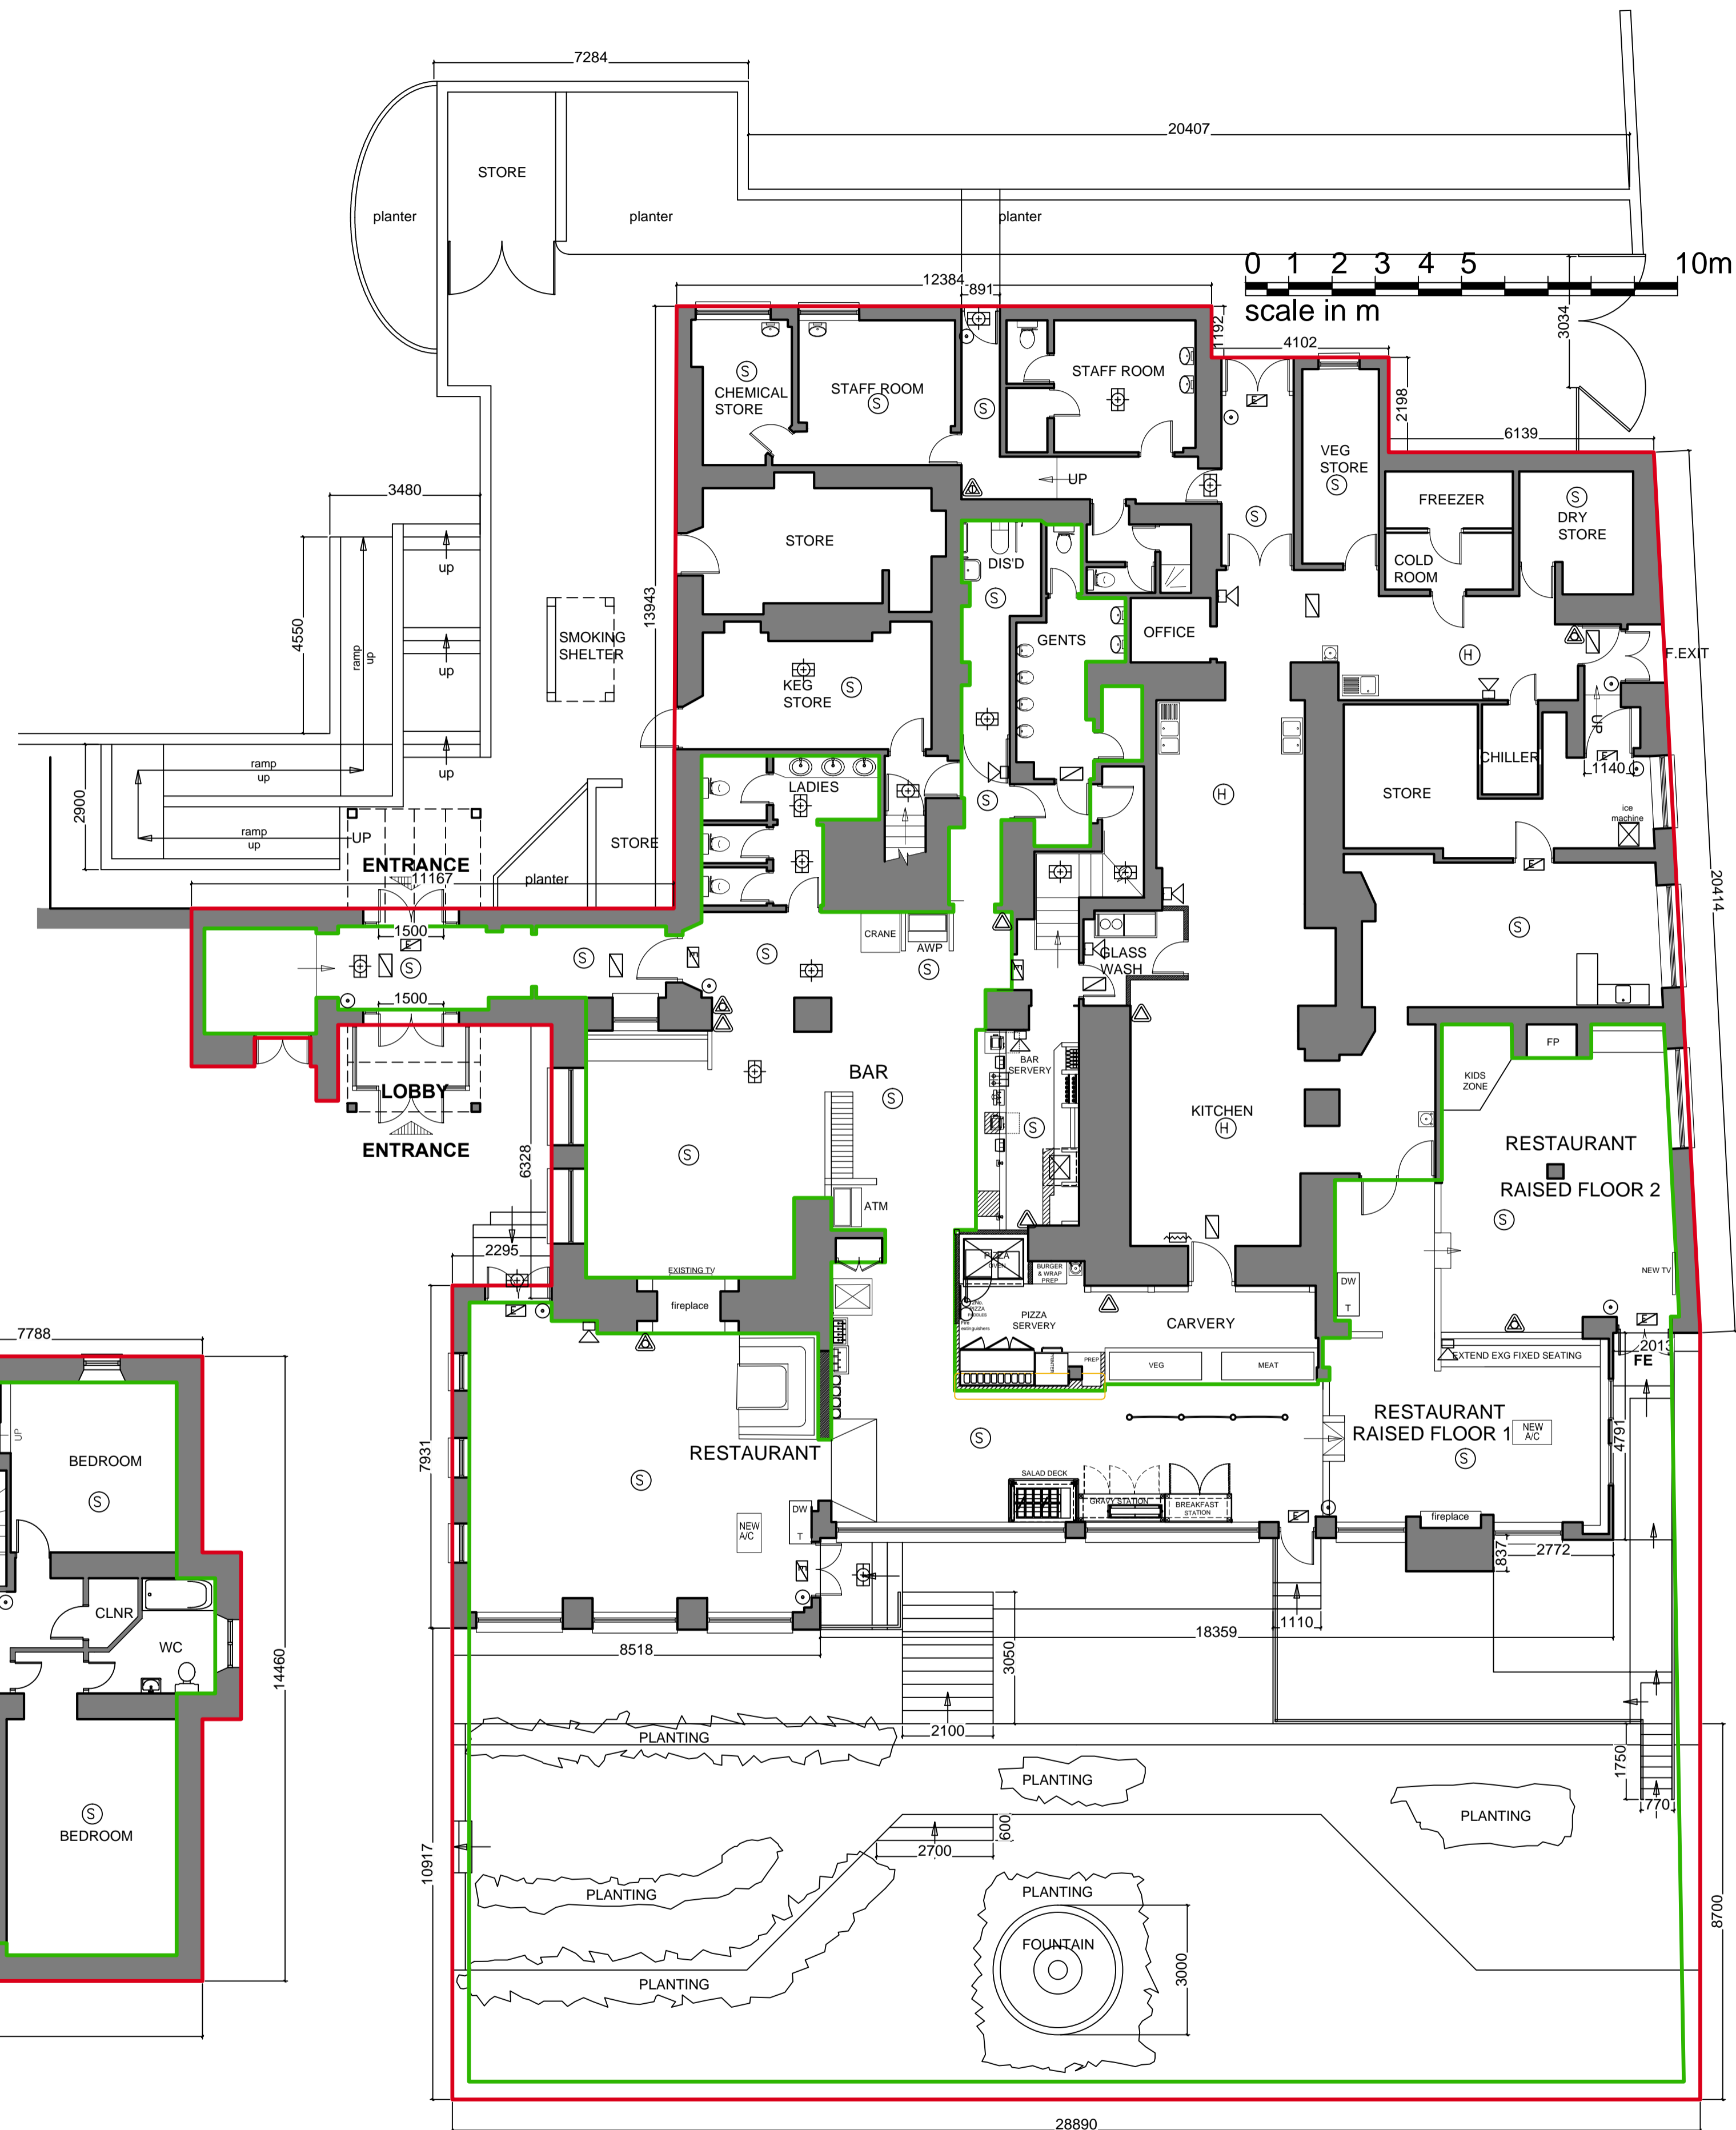 7284
20407
STORE
planter
planter
planter
0 1 2 3 4 5 10m
scale in m
12384
891
1192
3034
4102
S
CHEMICAL
STORE
STAFF ROOM
S
S
STAFF ROOM
E
2198
6139
VEG
STORE
S
UP
FREEZER
S
DRY
STORE
COLD
ROOM
3480
STORE
DIS'D
S
S
up
4550
ramp
up
up
up
SMOKING
SHELTER
13943
GENTS
OFFICE
H
F.EXIT
KEG
STORE
S
UP
E
1140
CHILLER
STORE
ice
machine
E
ramp
up
2900
ramp
up
UP
LADIES
S
H
STORE
planter
ENTRANCE
11167
1500
E
S
S
E
S
CRANE
AWP
S
E
GLASS
WASH
S
20414
1500
LOBBY
ENTRANCE
BAR
S
BAR
SERVERY
S
FP
KIDS
ZONE
KITCHEN
H
RESTAURANT
RAISED FLOOR 2
S
6328
S
ATM
2295
EXISTING TV
fireplace
E
PIZZA
OVEN
BURGER
& WRAP
PREP
PIZZA
SERVERY
CARVERY
PREP
VEG
MEAT
DW
T
NEW TV
E
2013
FE
EXTEND EXG FIXED SEATING
7788
UP
BEDROOM
S
7931
RESTAURANT
S
S
RESTAURANT
RAISED FLOOR 1
NEW
A/C
S
4791
SALAD DECK
GRAVY STATION
BREAKFAST
STATION
E
fireplace
837
2772
NEW
A/C
DW
T
E
CLNR
WC
14460
8518
3050
1110
18359
2100
S
BEDROOM
PLANTING
PLANTING
PLANTING
1750
770
600
2700
10917
PLANTING
PLANTING
FOUNTAIN
3000
PLANTING
8700
28890